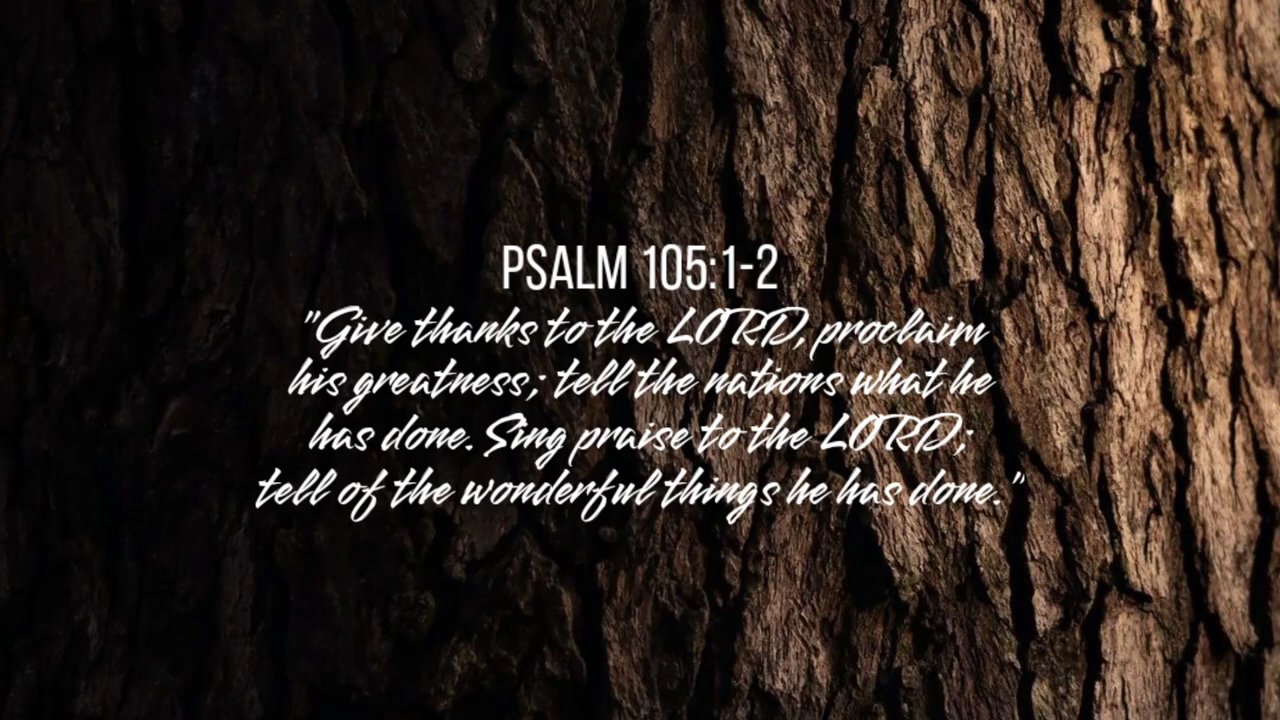 PSALM 105:1-2
"Give thanks to the LORD, proclaim
his greatness; tell the nations what he
has done. Sing praise to the LORD;
tell of the wonderful things he has done."